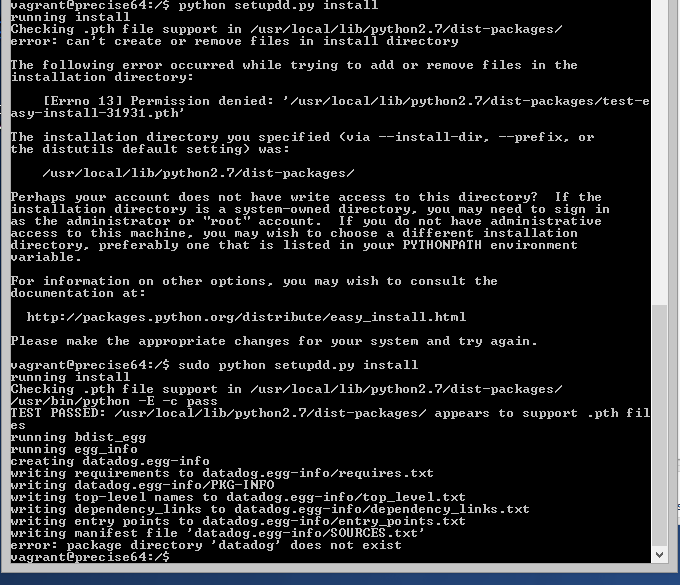 vagrant@precise64:/$ python setupdd.py install
running install
Checking .pth file support in /usr/local/lib/python2.7/dist-packages/
error: can't create or remove files in install directory
The following error occurred while trying to add or remove files in the
installation directory:
[Errno 13] Permission denied: '/usr/local/lib/python2.7/dist-packages/test-e
asy-install-31931.pth'
The installation directory you specified (via --install-dir, --prefix, or
the distutils default setting) was:
/usr/local/lib/python2.7/dist-packages/
Perhaps your account does not have write access to this directory?  If the
installation directory is a system-owned directory, you may need to sign in
as the administrator or "root" account.  If you do not have administrative
access to this machine, you may wish to choose a different installation
directory, preferably one that is listed in your PYTHONPATH environment
variable.
For information on other options, you may wish to consult the
documentation at:
http://packages.python.org/distribute/easy_install.html
Please make the appropriate changes for your system and try again.
vagrant@precise64:/$ sudo python setupdd.py install
running install
Checking .pth file support in /usr/local/lib/python2.7/dist-packages/
/usr/bin/python -E -c pass
TEST PASSED: /usr/local/lib/python2.7/dist-packages/ appears to support .pth fil
es
running bdist_egg
running egg_info
creating datadog.egg-info
writing requirements to datadog.egg-info/requires.txt
writing datadog.egg-info/PKG-INFO
writing top-level names to datadog.egg-info/top_level.txt
writing dependency_links to datadog.egg-info/dependency_links.txt
writing entry points to datadog.egg-info/entry_points.txt
writing manifest file 'datadog.egg-info/SOURCES.txt'
error: package directory 'datadog' does not exist
vagrant@precise64:/$